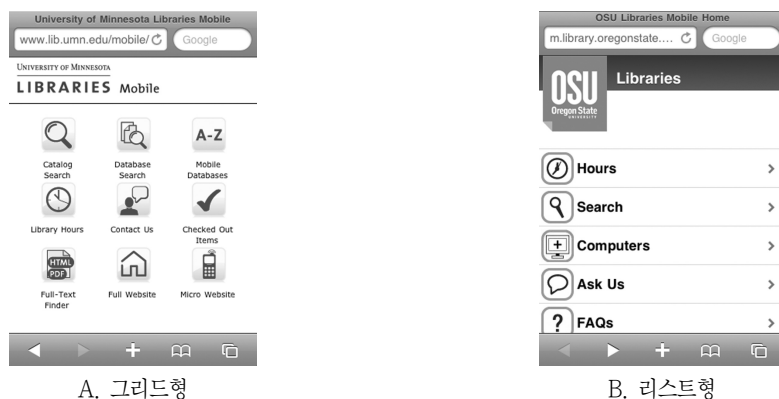 University of Minnesota Libraries Mobile
www.lib.umn.edu/mobile/
Google
UNIVERSITY OF MINNESOTA
LIBRARIES Mobile
Catalog Search
Database Search
A-Z
Mobile Databases
Library Hours
Contact Us
Checked Out Items
HTML
PDF
Full-Text Finder
Full Website
Micro Website
A. 그리드형
OSU Libraries Mobile Home
m.library.oregonstate....
Google
OSU
Oregon State
UNIVERSITY
Libraries
Hours
Search
Computers
Ask Us
? FAQs
B. 리스트형